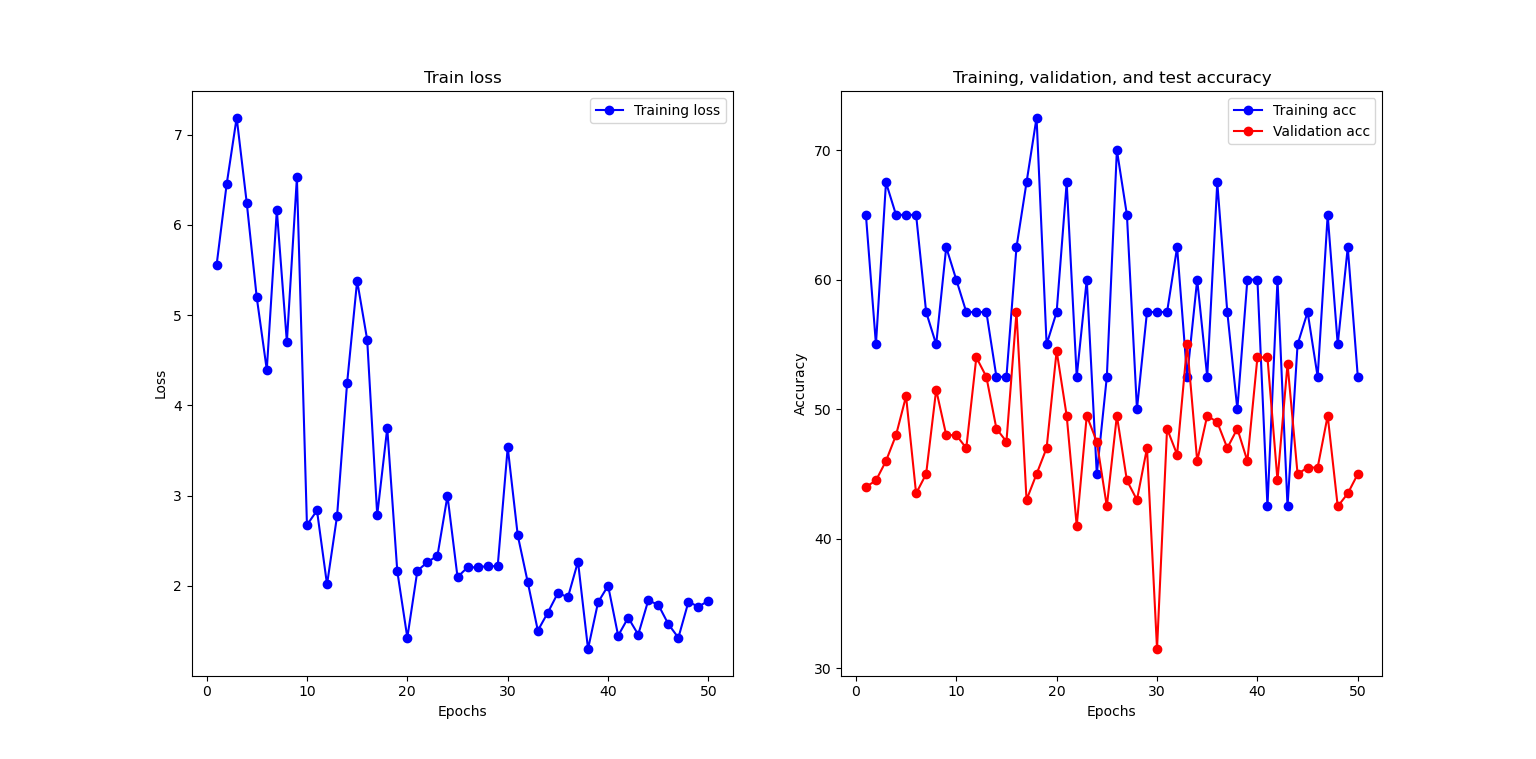 Train loss
Training loss
7
6
5
4
3
2
Loss
0 10 20 30 40 50
Epochs
Training, validation, and test accuracy
Training acc
Validation acc
70
60
50
40
30
Accuracy
0 10 20 30 40 50
Epochs